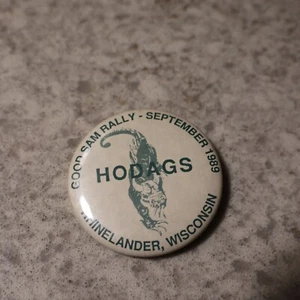 GOOD SAM RALLY - SEPTEMBER 1989
HODAGS
RHINELANDER, WISCONSIN